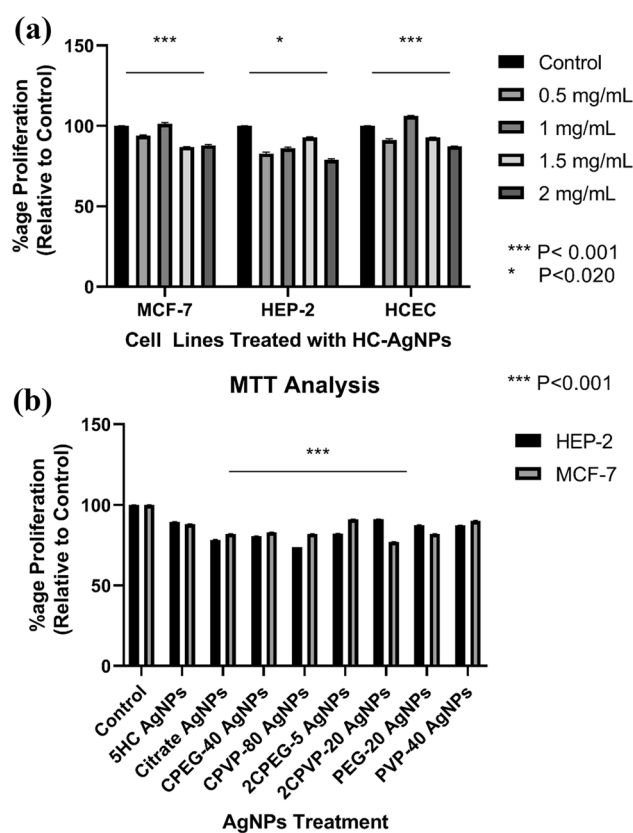 (a)
***
*
***
150
100
50
0
%age Proliferation
(Relative to Control)
MCF-7
HEP-2
HCEC
Cell Lines Treated with HC-AgNPs
Control
0.5 mg/mL
1 mg/mL
1.5 mg/mL
2 mg/mL
*** P< 0.001
* P<0.020
(b)
MTT Analysis
*** P<0.001
HEP-2
MCF-7
***
150
100
50
0
%age Proliferation
(Relative to Control)
Control
5HC AgNPs
Citrate AgNPs
CPEG-40 AgNPs
CPVP-80 AgNPs
2CPEG-5 AgNPs
2CPVP-20 AgNPs
PEG-20 AgNPs
PVP-40 AgNPs
AgNPs Treatment